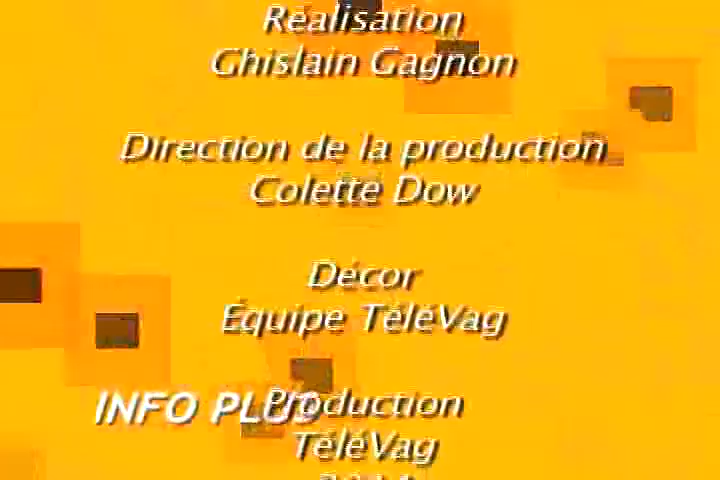 Réalisation
Ghislain Gagnon
Direction de la production
Colette Dow
Décor
Équipe TéléVag
INFO PLUS
Production
TéléVag